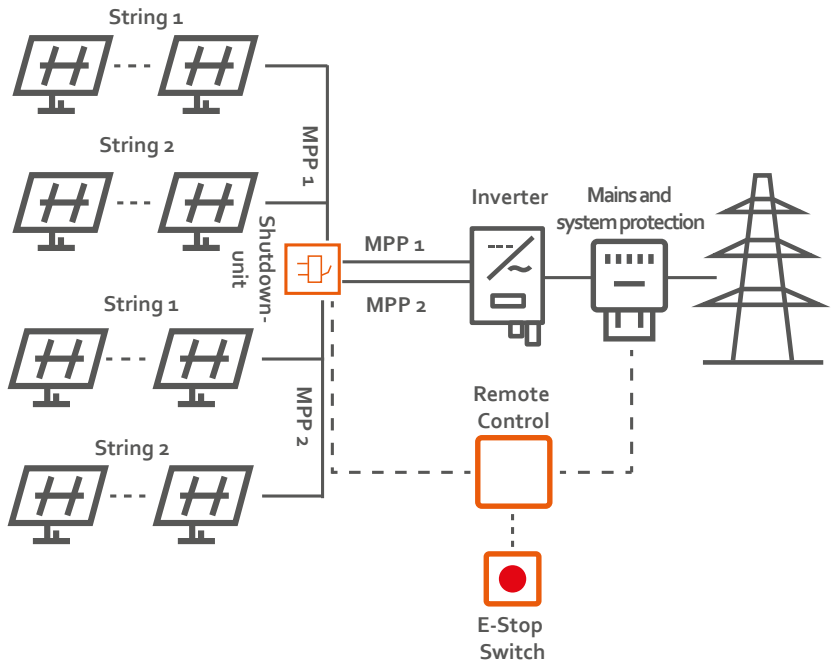 String 1
String 2
MPP 1
Shutdown-
unit
MPP 1
MPP 2
Inverter
Mains and
system protection
String 1
MPP 2
String 2
Remote
Control
E-Stop
Switch